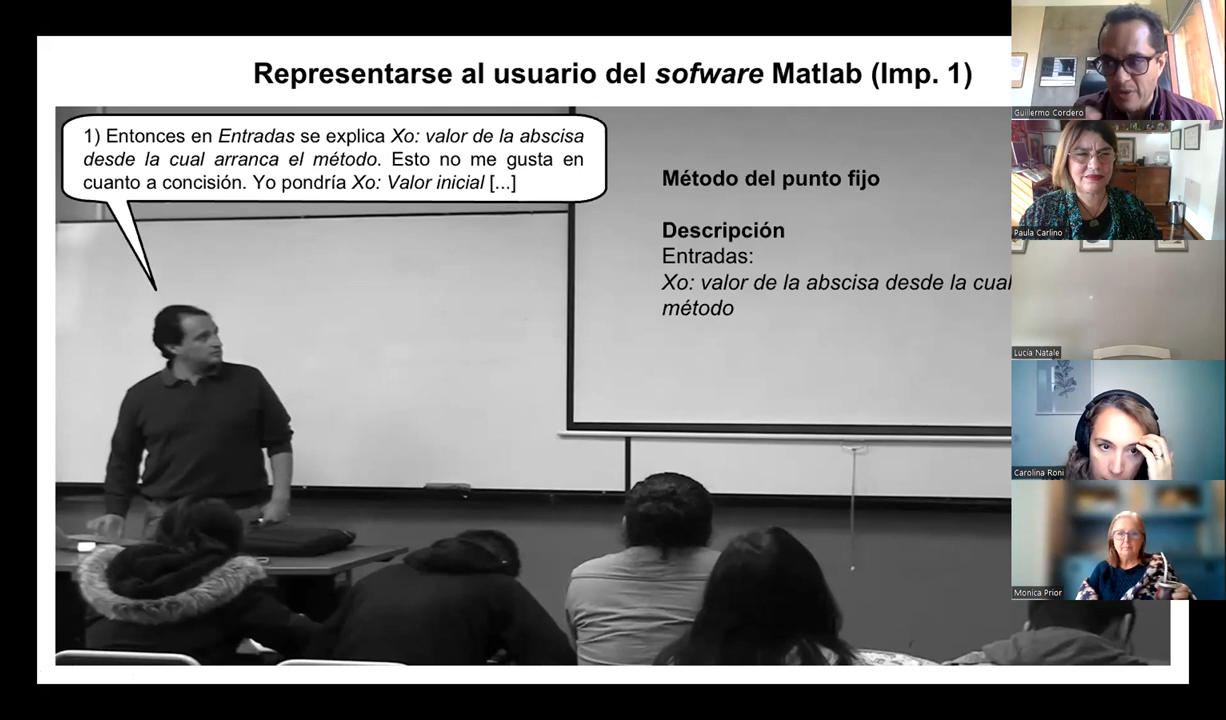 Representarse al usuario del sofware Matlab (Imp. 1)
1) Entonces en Entradas se explica Xo: valor de la abscisa
desde la cual arranca el método. Esto no me gusta en
cuanto a concisión. Yo pondría Xo: Valor inicial [...]
Método del punto fijo
Descripción
Entradas:
Xo: valor de la abscisa desde la cual
método
Guillermo Cordero
Paula Carlino
Lucía Natale
Carolina Roni
Monica Prior